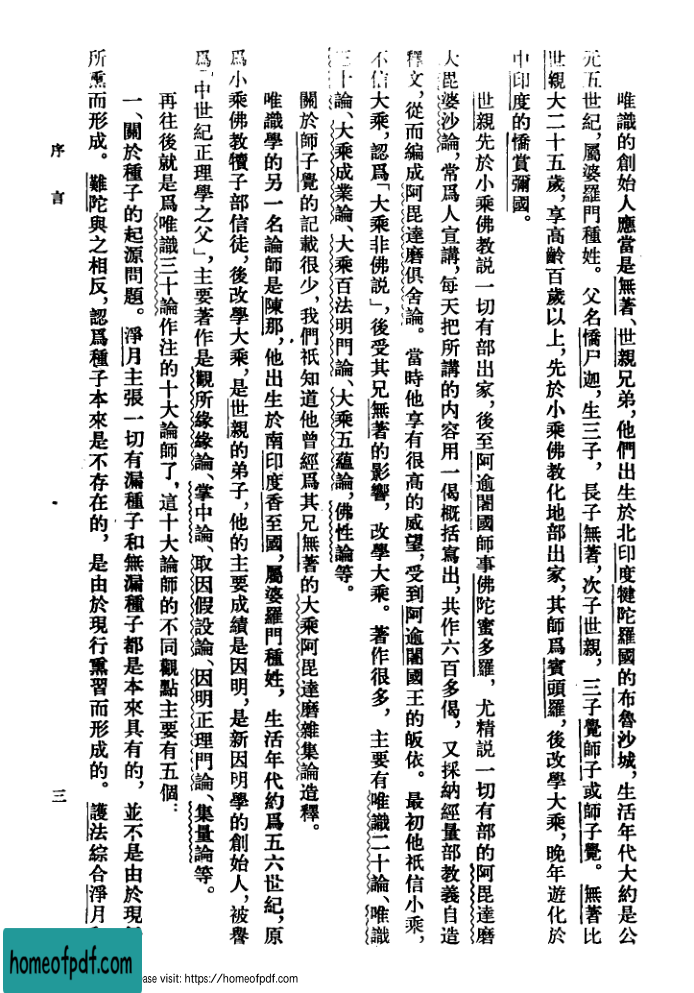 唯識的創始人應當是無著、世親兄弟，他們出生於北印度犍陀羅國的布魯沙城，生活年代大約是公
元五世紀，屬婆羅門種姓。父名憍尸迦，生三子，長子無著，次子世親，三子覺師子或師子覺。無著比
世親大二十五歲，享高齡百歲以上，先於小乘佛教化地部出家，其師爲賓頭羅，後改學大乘，晚年遊化於
中印度的憍賞彌國。
世親先於小乘佛教説一切有部出家，後至阿逾闍國師事佛陀蜜多羅，尤精説一切有部的阿毘達磨
大毘婆沙論，常爲人宣講，每天把所講的内容用一偈概括寫出，共作六百多偈，又採納經量部教義自造
釋文，從而編成阿毘達磨俱舍論。當時他享有很高的威望，受到阿逾闍國王的皈依。最初他祇信小乘，
不信大乘，認爲「大乘非佛説」，後受其兄無著的影響，改學大乘。著作很多，主要有唯識二十論、唯識
三十論、大乘成業論、大乘百法明門論、大乘五蘊論，佛性論等。
關於師子覺的記載很少，我們祇知道他曾經爲其兄無著的大乘阿毘達磨雜集論造釋。
唯識學的另一名論師是陳那，他出生於南印度香至國，屬婆羅門種姓，生活年代約爲五六世紀，原
爲小乘佛教犢子部信徒，後改學大乘，是世親的弟子，他的主要成績是因明，是新因明學的創始人，被譽
爲「中世紀正理學之父」，主要著作是觀所緣緣論、掌中論、取因假設論、因明正理門論、集量論等。
再往後就是爲唯識三十論作注的十大論師了，這十大論師的不同觀點主要有五個：
一、關於種子的起源問題。淨月主張一切有漏種子和無漏種子都是本來具有的，並不是由於現
所熏而形成。難陀與之相反，認爲種子本來是不存在的，是由於現行熏習而形成的。護法綜合淨月
序言
三
homeofpdf.com
ase visit: https://homeofpdf.com